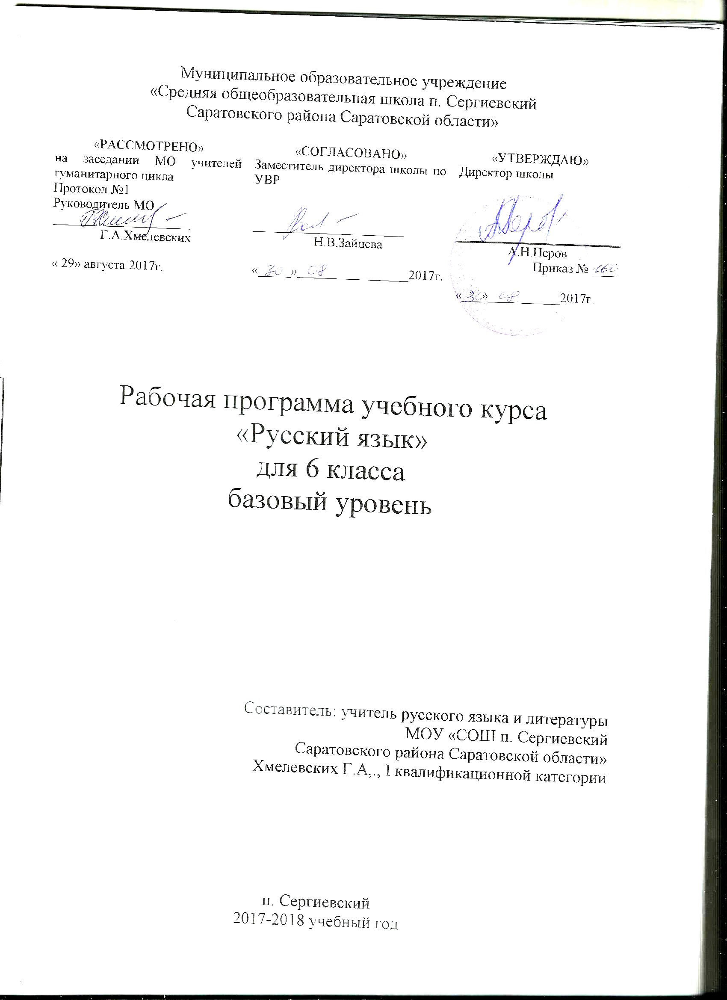 Муниципальное образовательное учреждение
«Средняя общеобразовательная школа п. Сергиевский
Саратовского района Саратовской области»
«РАССМОТРЕНО»
на заседании МО учителей
гуманитарного цикла
Протокол №1
Руководитель МО
Г.А.Хмелевских
« 29» августа 2017г.
«СОГЛАСОВАНО»
Заместитель директора школы по
УВР
Н.В.Зайцева
« 30 » 08 2017г.
«УТВЕРЖДАЮ»
Директор школы
А.Н.Перов
Приказ № 160
«30» 08 2017г.
Рабочая программа учебного курса
«Русский язык»
для 6 класса
базовый уровень
Составитель: учитель русского языка и литературы
МОУ «СОШ п. Сергиевский
Саратовского района Саратовской области»
Хмелевских Г.А,., I квалификационной категории
п. Сергиевский
2017-2018 учебный год